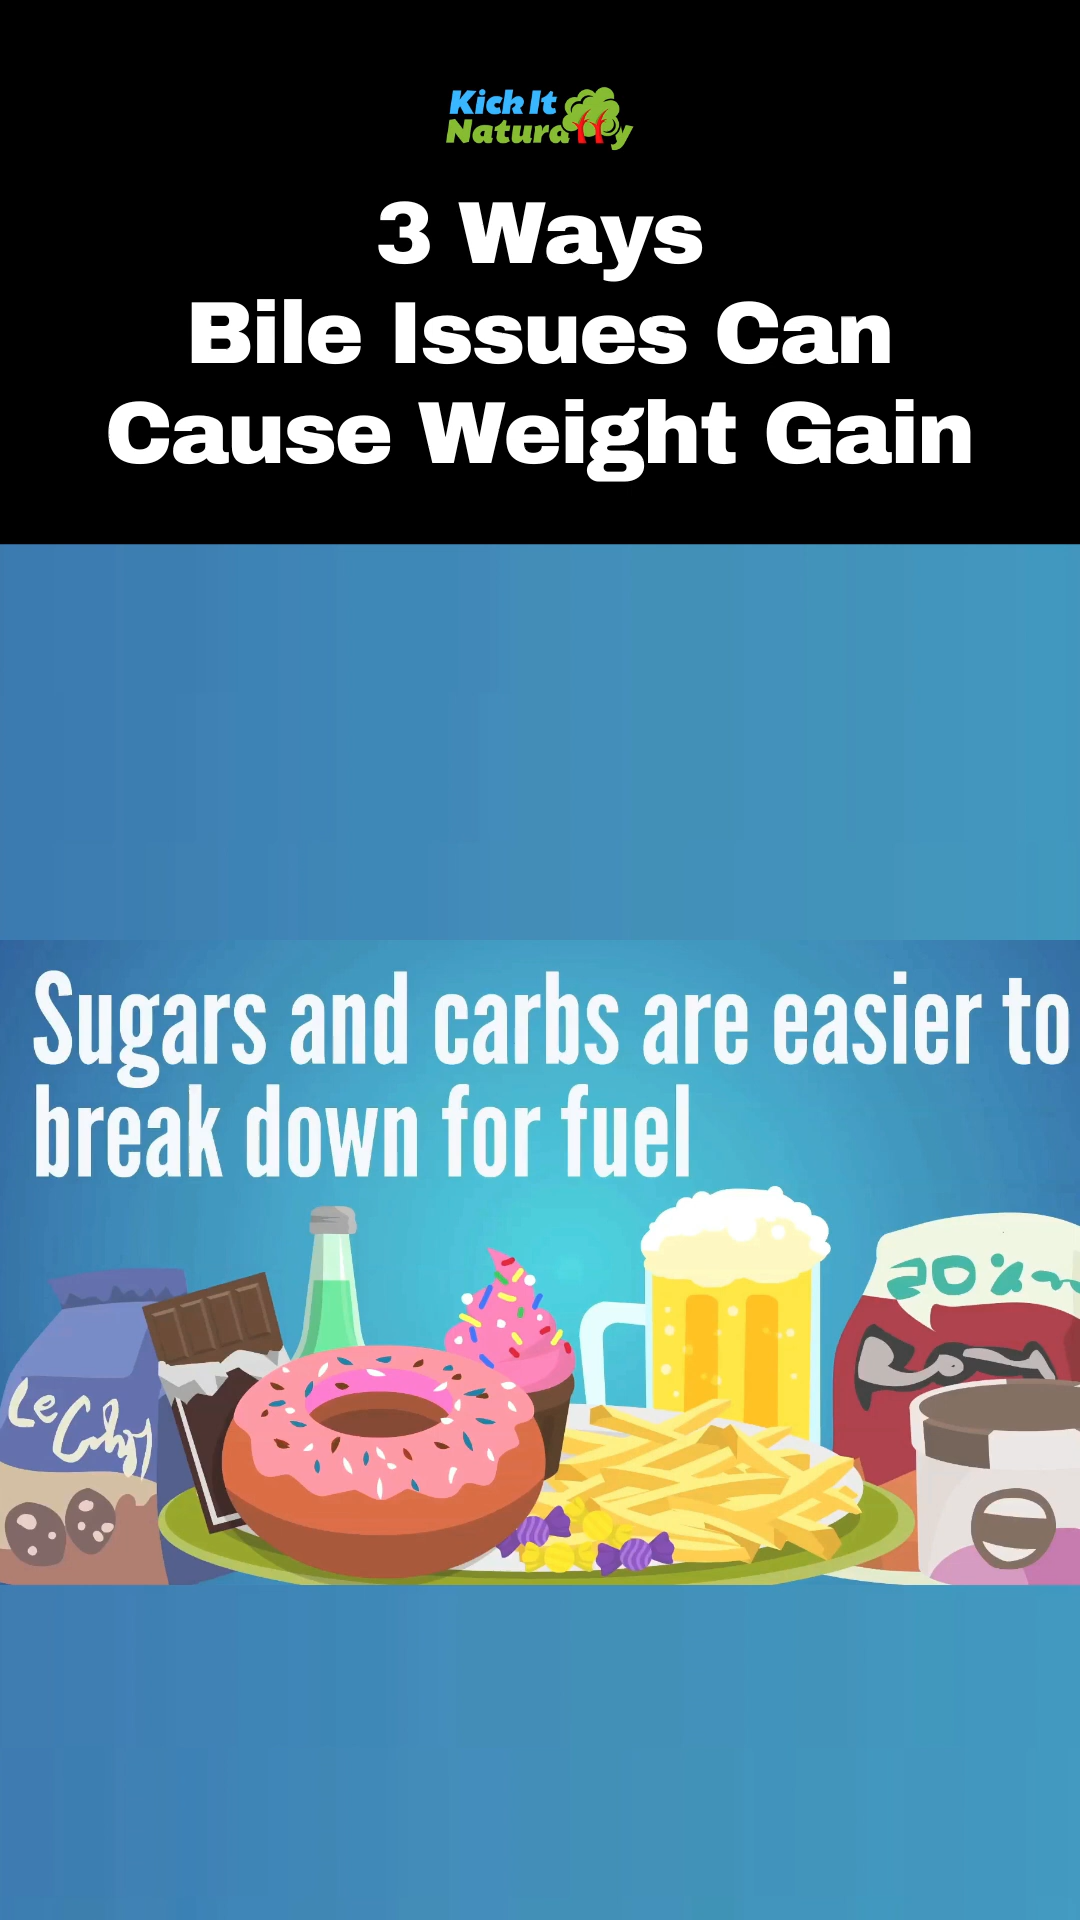 Kick It
Naturally
3 Ways
Bile Issues Can
Cause Weight Gain
Sugars and carbs are easier to
break down for fuel